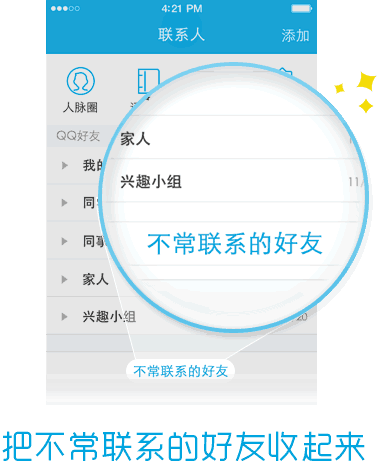 4:21 PM
联系人
添加
人脉圈
QQ好友
家人
兴趣小组
11/
不常联系的好友
我的
同
同事
家人
兴趣小组
20
不常联系的好友
把不常联系的好友收起来